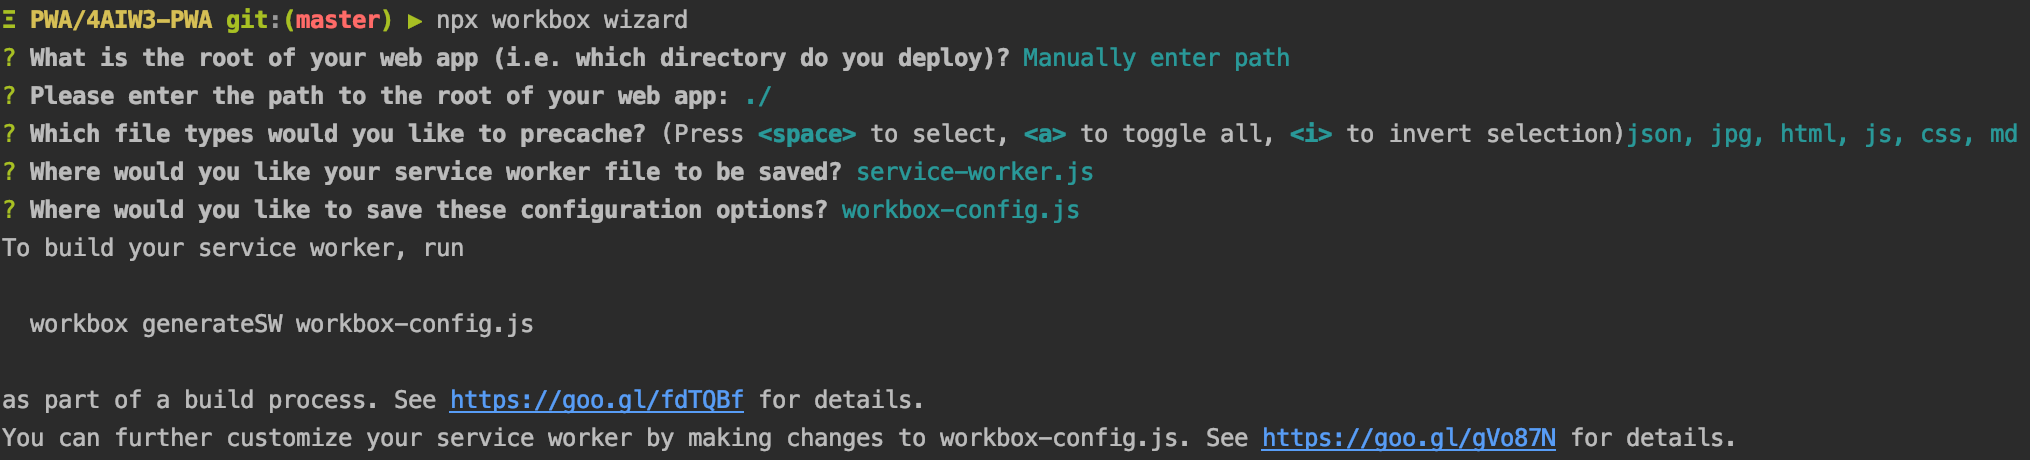 Ξ PWA/4AIW3-PWA git:(master) ▶ npx workbox wizard
? What is the root of your web app (i.e. which directory do you deploy)? Manually enter path
? Please enter the path to the root of your web app: ./
? Which file types would you like to precache? (Press <space> to select, <a> to toggle all, <i> to invert selection)json, jpg, html, js, css, md
? Where would you like your service worker file to be saved? service-worker.js
? Where would you like to save these configuration options? workbox-config.js
To build your service worker, run
workbox generateSW workbox-config.js
as part of a build process. See https://goo.gl/fdTQBf for details.
You can further customize your service worker by making changes to workbox-config.js. See https://goo.gl/gVo87N for details.